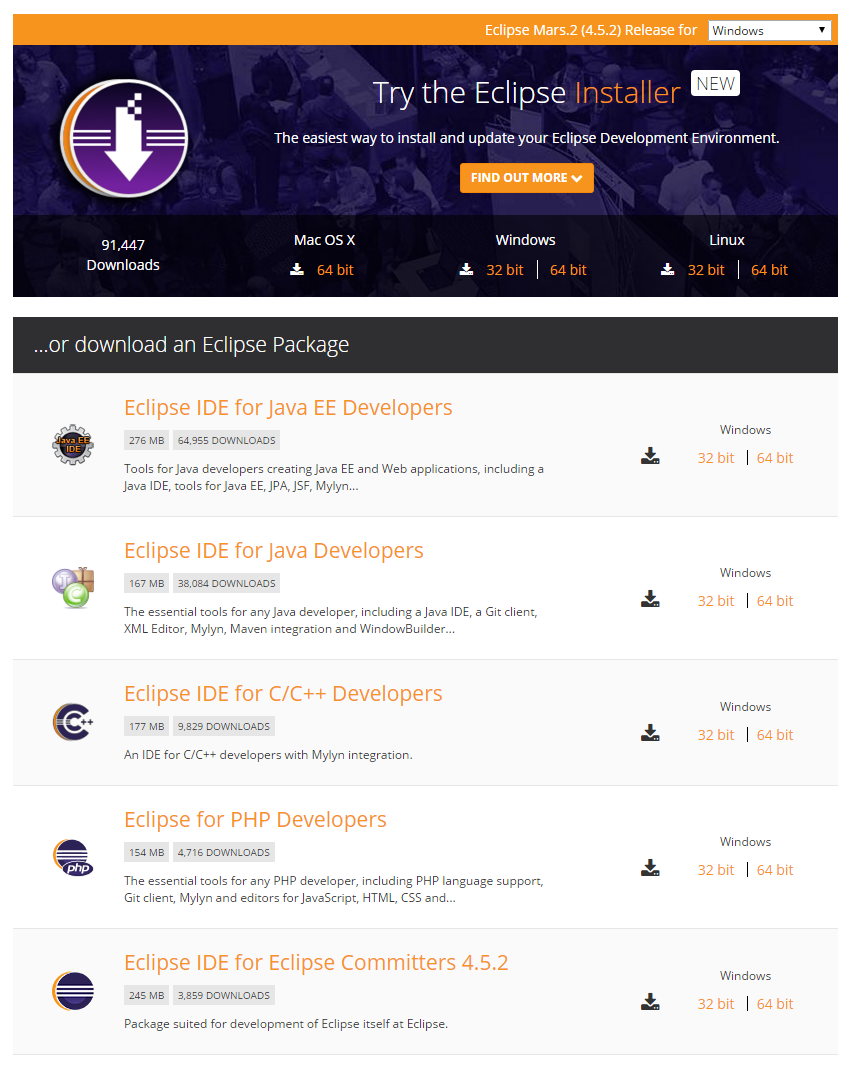 Eclipse Mars.2 (4.5.2) Release for Windows
Try the Eclipse Installer NEW
The easiest way to install and update your Eclipse Development Environment.
FIND OUT MORE
91,447
Downloads
Mac OS X
64 bit
Windows
32 bit 64 bit
Linux
32 bit 64 bit
...or download an Eclipse Package
Java EE
IDE
Eclipse IDE for Java EE Developers
276 MB 64,955 DOWNLOADS
Tools for Java developers creating Java EE and Web applications, including a
Java IDE, tools for Java EE, JPA, JSF, Mylyn...
Windows
32 bit 64 bit
J
C
Eclipse IDE for Java Developers
167 MB 38,084 DOWNLOADS
The essential tools for any Java developer, including a Java IDE, a Git client,
XML Editor, Mylyn, Maven integration and WindowBuilder...
Windows
32 bit 64 bit
C++
Eclipse IDE for C/C++ Developers
177 MB 9,829 DOWNLOADS
An IDE for C/C++ developers with Mylyn integration.
Windows
32 bit 64 bit
php
Eclipse for PHP Developers
154 MB 4,716 DOWNLOADS
The essential tools for any PHP developer, including PHP language support,
Git client, Mylyn and editors for JavaScript, HTML, CSS and...
Windows
32 bit 64 bit
Eclipse IDE for Eclipse Committers 4.5.2
245 MB 3,859 DOWNLOADS
Package suited for development of Eclipse itself at Eclipse.
Windows
32 bit 64 bit